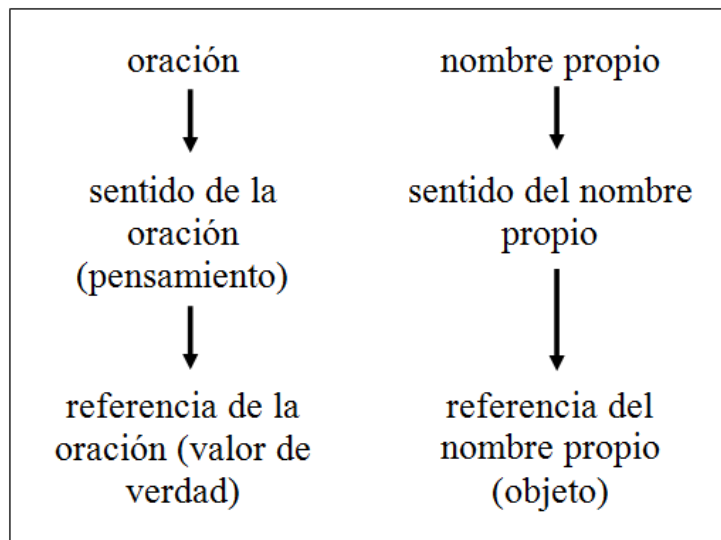 oración
sentido de la
oración
(pensamiento)
referencia de la
oración (valor de
verdad)
nombre propio
sentido del nombre
propio
referencia del
nombre propio
(objeto)